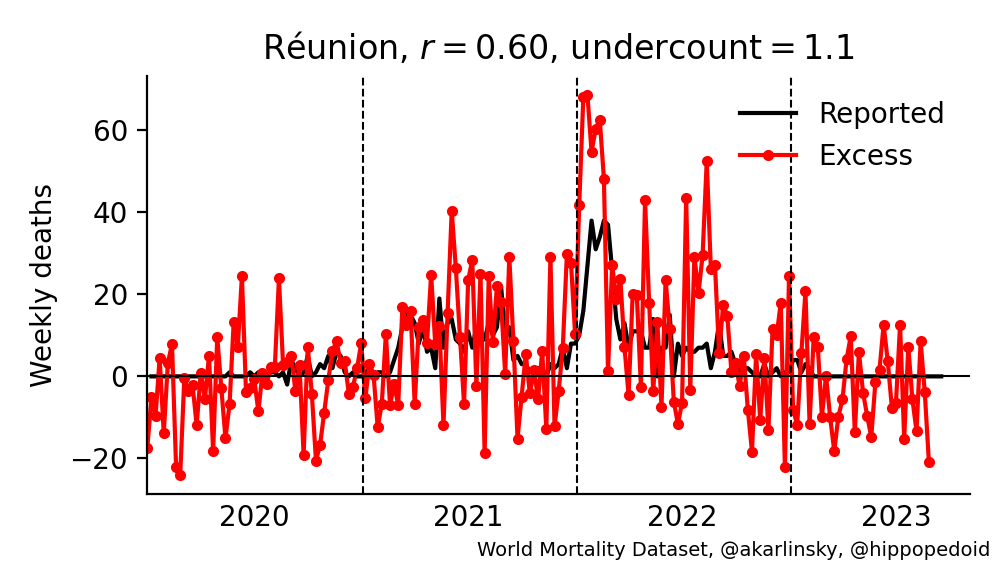 Réunion, r = 0.60, undercount = 1.1
Reported
Excess
Weekly deaths
60
40
20
0
−20
2020
2021
2022
2023
World Mortality Dataset, @akarlinsky, @hippopedoid